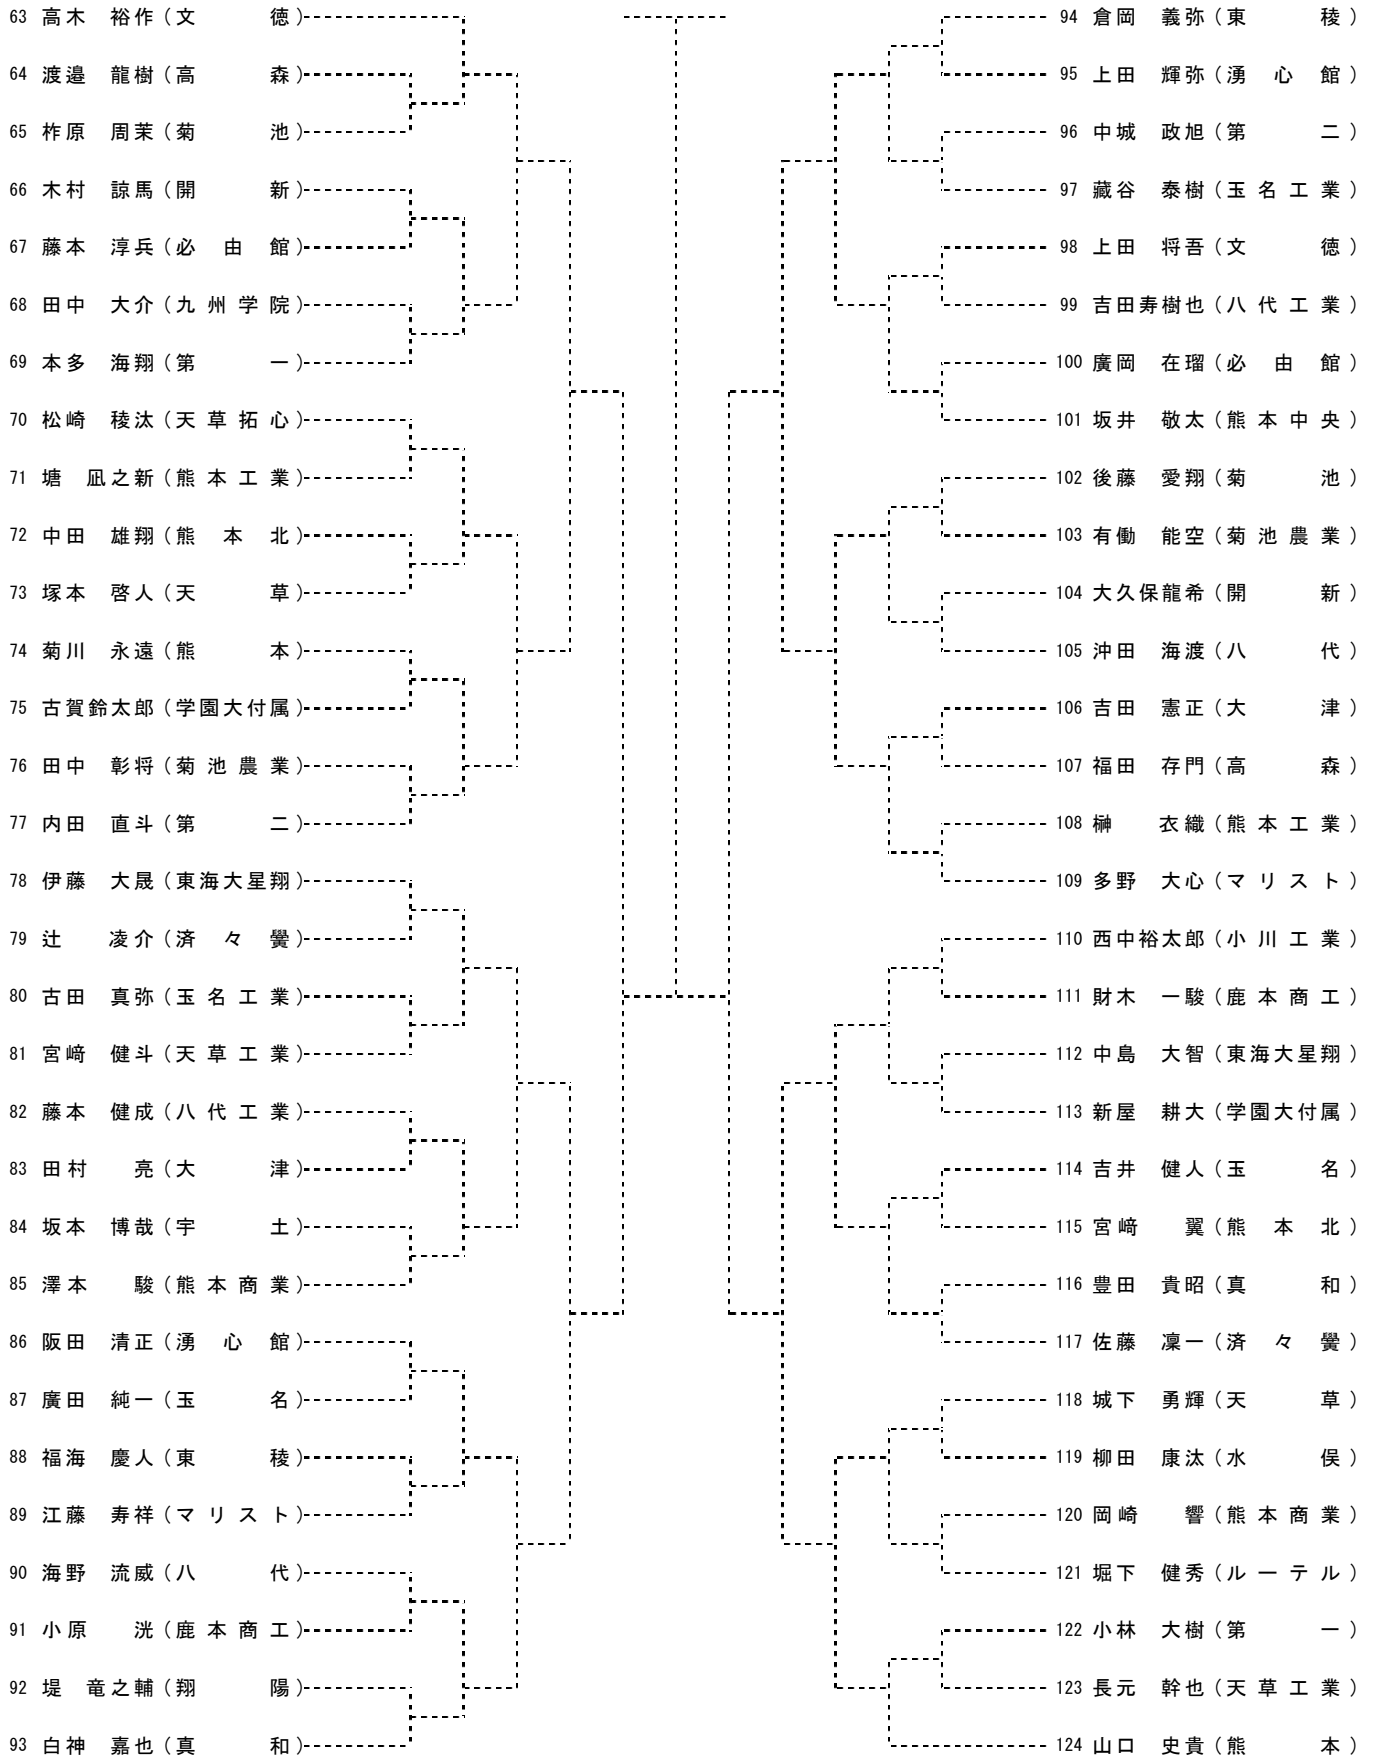 63 高木 裕作(文 徳)
64 渡邉 龍樹(高 森)
65 柞原 周茉(菊 池)
66 木村 諒馬(開 新)
67 藤本 淳兵(必 由 館)
68 田中 大介(九 州 学 院)
69 本多 海翔(第 一)
70 松崎 稜汰(天 草 拓 心)
71 塘 凪之新(熊 本 工 業)
72 中田 雄翔(熊 本 北)
73 塚本 啓人(天 草)
74 菊川 永遠(熊 本)
75 古賀鈴太郎(学園大付属)
76 田中 彰将(菊 池 農 業)
77 内田 直斗(第 二)
78 伊藤 大晟(東海大星翔)
79 辻 凌介(済 々 黌)
80 古田 真弥(玉 名 工 業)
81 宮﨑 健斗(天 草 工 業)
82 藤本 健成(八 代 工 業)
83 田村 亮(大 津)
84 坂本 博哉(宇 土)
85 澤本 駿(熊 本 商 業)
86 阪田 清正(湧 心 館)
87 廣田 純一(玉 名)
88 福海 慶人(東 稜)
89 江藤 寿祥(マ リ ス ト)
90 海野 流威(八 代)
91 小原 洸(鹿 本 商 工)
92 堤 竜之輔(翔 陽)
93 白神 嘉也(真 和)
94 倉岡 義弥(東 稜)
95 上田 輝弥(湧 心 館)
96 中城 政旭(第 二)
97 藏谷 泰樹(玉 名 工 業)
98 上田 将吾(文 徳)
99 吉田寿樹也(八 代 工 業)
100 廣岡 在瑠(必 由 館)
101 坂井 敬太(熊 本 中 央)
102 後藤 愛翔(菊 池)
103 有働 能空(菊 池 農 業)
104 大久保龍希(開 新)
105 沖田 海渡(八 代)
106 吉田 憲正(大 津)
107 福田 存門(高 森)
108 榊 衣織(熊 本 工 業)
109 多野 大心(マ リ ス ト)
110 西中裕太郎(小 川 工 業)
111 財木 一駿(鹿 本 商 工)
112 中島 大智(東海大星翔)
113 新屋 耕大(学園大付属)
114 吉井 健人(玉 名)
115 宮﨑 翼(熊 本 北)
116 豊田 貴昭(真 和)
117 佐藤 凜一(済 々 黌)
118 城下 勇輝(天 草)
119 柳田 康汰(水 俣)
120 岡崎 響(熊 本 商 業)
121 堀下 健秀(ル ー テ ル)
122 小林 大樹(第 一)
123 長元 幹也(天 草 工 業)
124 山口 史貴(熊 本)